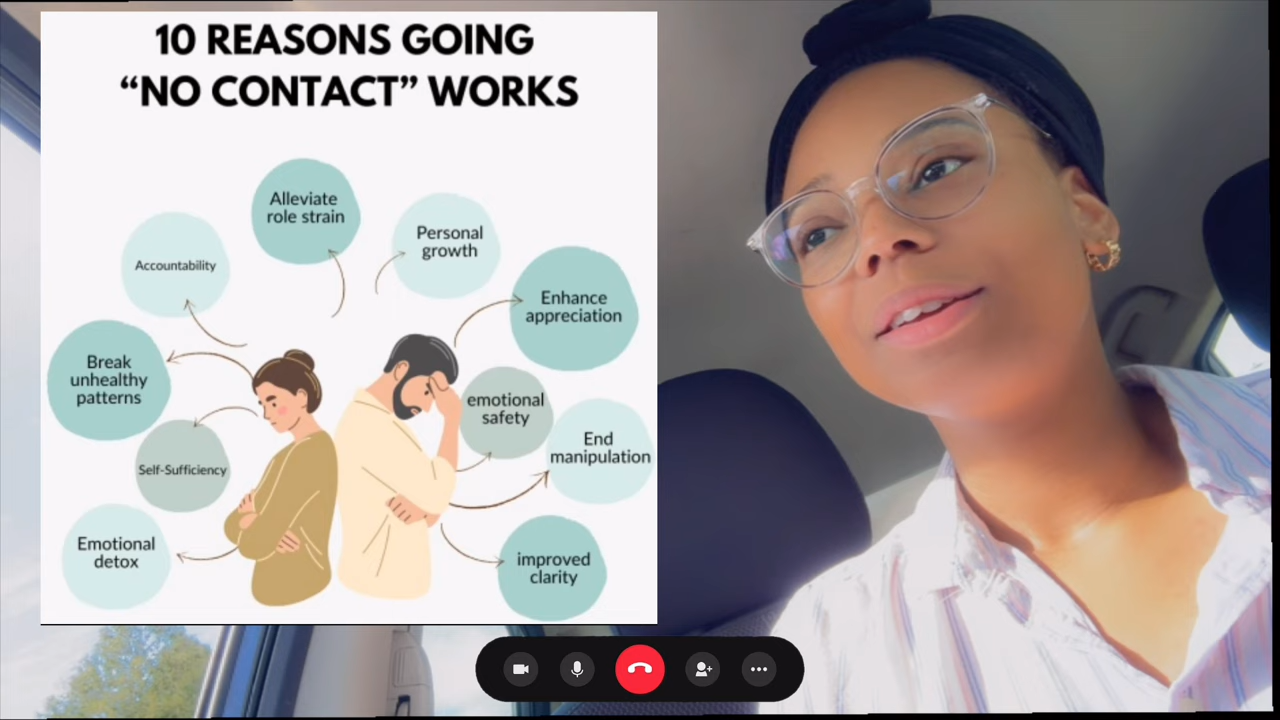 10 REASONS GOING
“NO CONTACT” WORKS
Alleviate
role strain
Personal
growth
Accountability
Enhance
appreciation
Break
unhealthy
patterns
emotional
safety
End
manipulation
Self-Sufficiency
Emotional
detox
improved
clarity